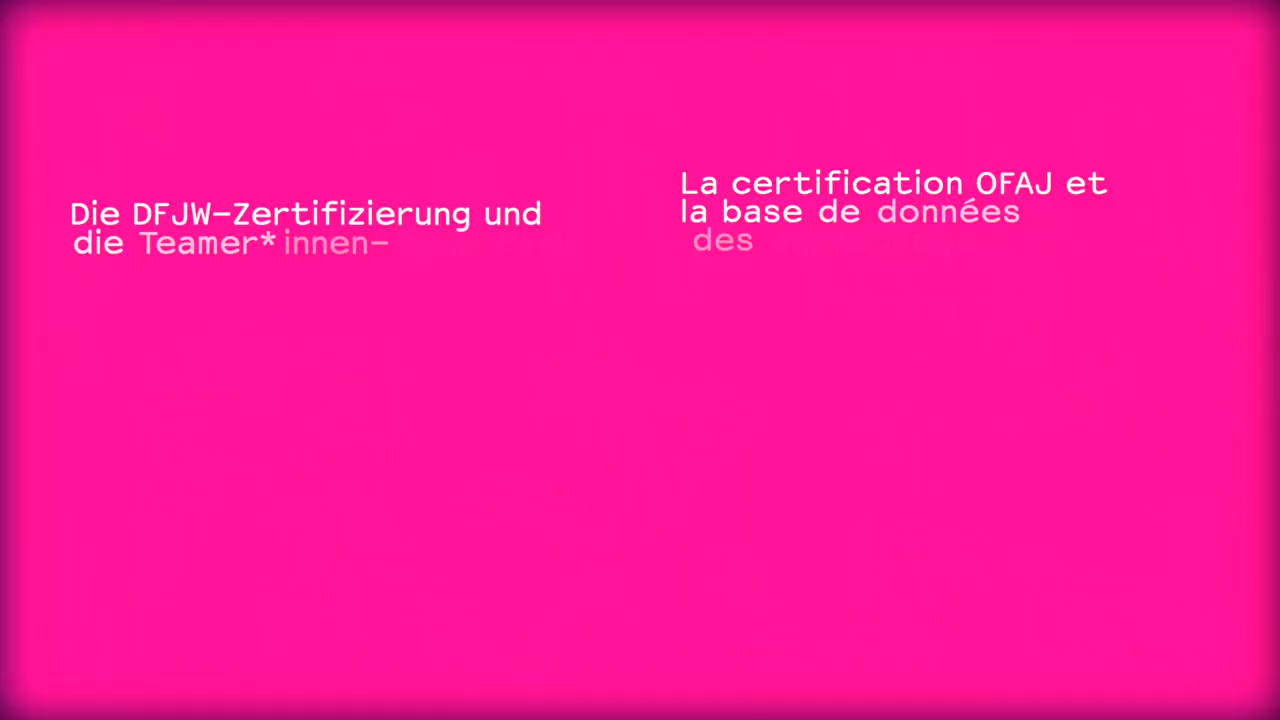 Die DFJW-Zertifizierung und
die Teamer*innen-
La certification OFAJ et
la base de données
des